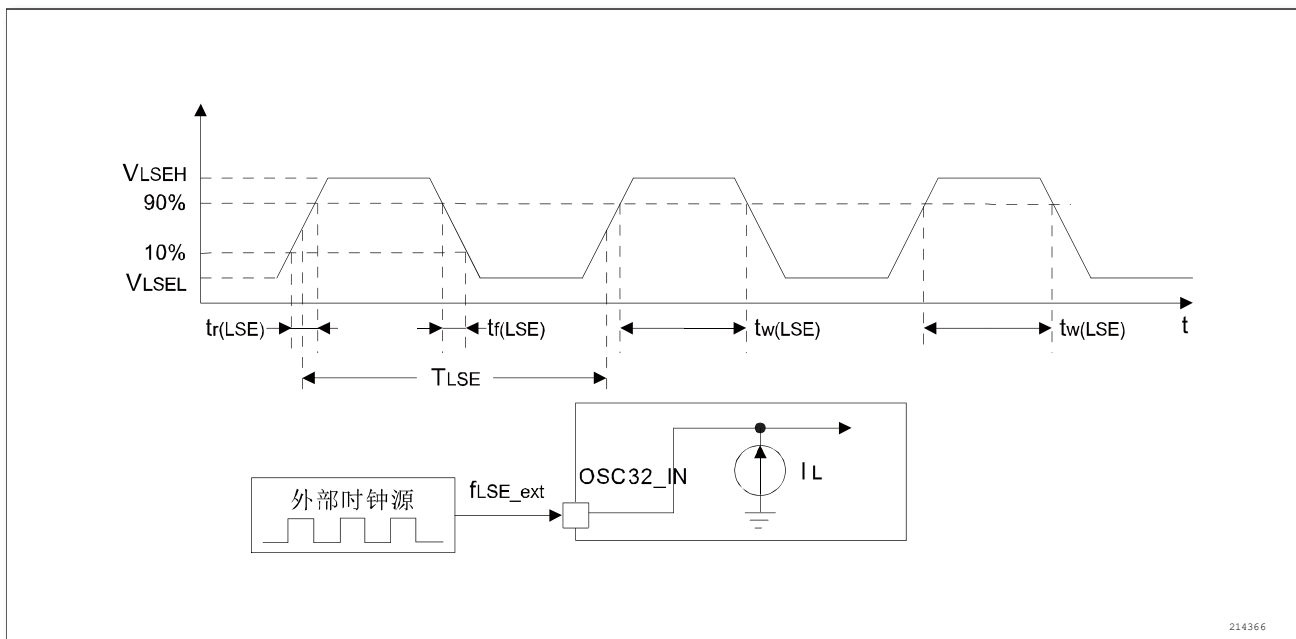 VLSEH
90%
10%
VLSEL
tr(LSE)
tf(LSE)
tw(LSE)
tw(LSE)
t
TLSE
外部时钟源
fLSE_ext
OSC32_IN
IL
214366